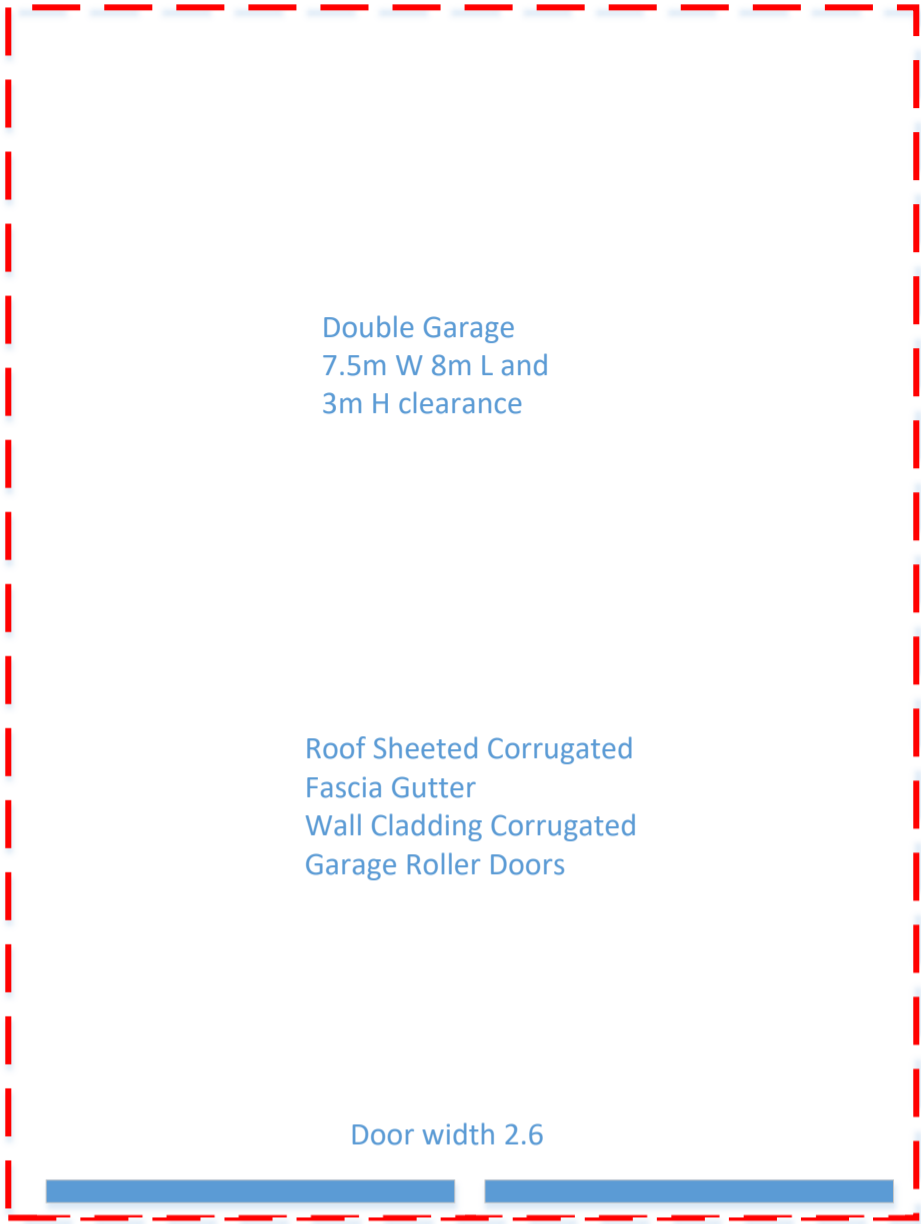 Double Garage
7.5m W 8m L and
3m H clearance
Roof Sheeted Corrugated
Fascia Gutter
Wall Cladding Corrugated
Garage Roller Doors
Door width 2.6